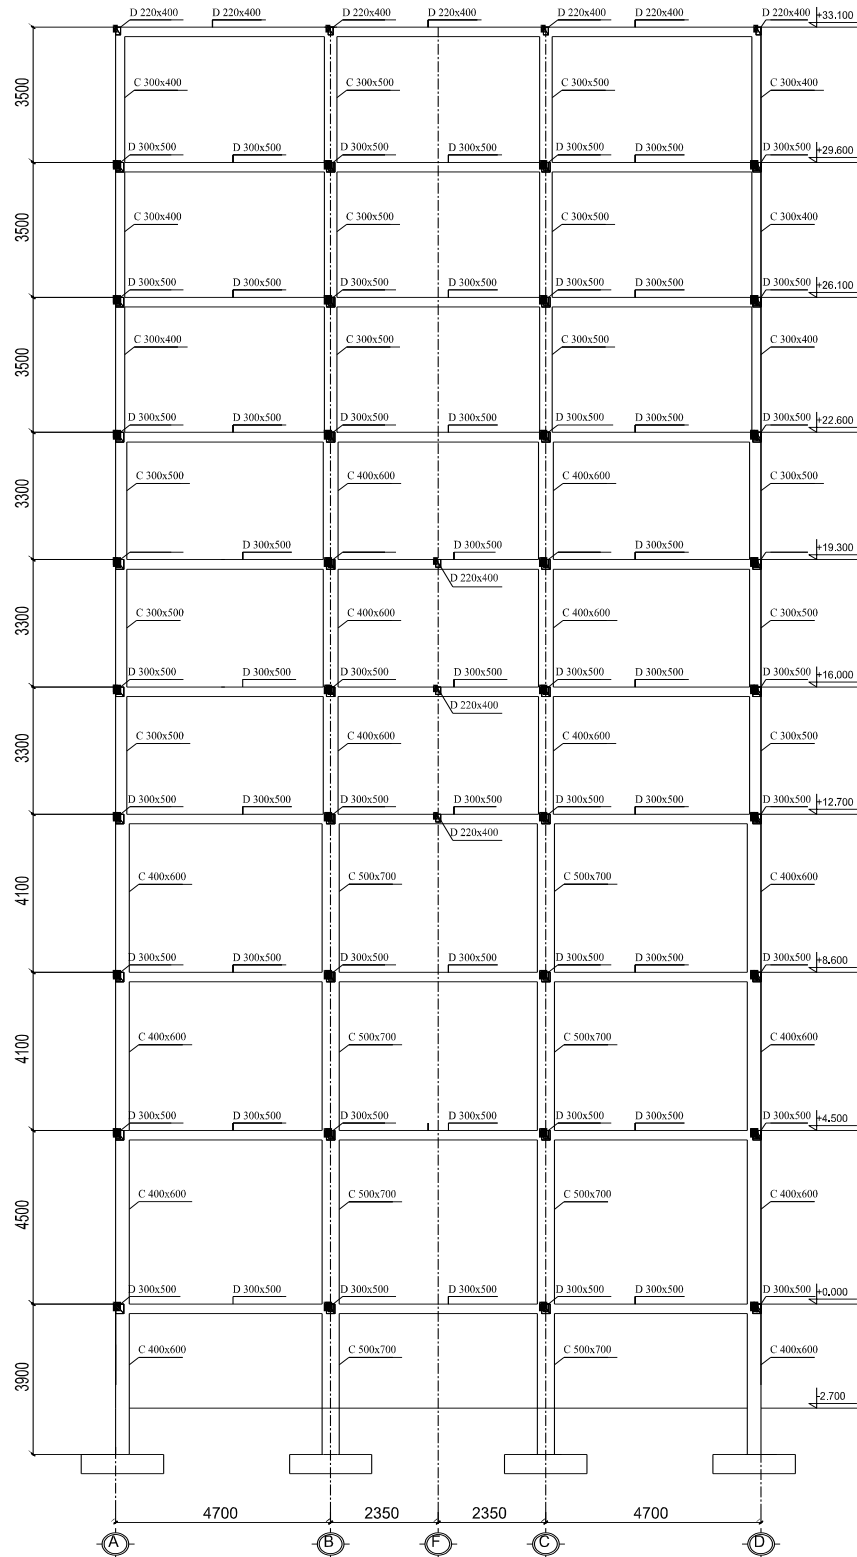 D 220x400 D 220x400 D 220x400 D 220x400 D 220x400 D 220x400 D 220x400 +33.100
3500 C 300x400 C 300x500 C 300x500 C 300x400
D 300x500 D 300x500 D 300x500 D 300x500 D 300x500 D 300x500 D 300x500 +29.600
3500 C 300x400 C 300x500 C 300x500 C 300x400
D 300x500 D 300x500 D 300x500 D 300x500 D 300x500 D 300x500 D 300x500 +26.100
3500 C 300x400 C 300x500 C 300x500 C 300x400
D 300x500 D 300x500 D 300x500 D 300x500 D 300x500 D 300x500 D 300x500 +22.600
3300 C 300x500 C 400x600 C 400x600 C 300x500
D 300x500 D 300x500 D 300x500 +19.300
D 220x400
3300 C 300x500 C 400x600 C 400x600 C 300x500
D 300x500 D 300x500 D 300x500 D 300x500 D 300x500 D 300x500 D 300x500 +16.000
D 220x400
3300 C 300x500 C 400x600 C 400x600 C 300x500
D 300x500 D 300x500 D 300x500 D 300x500 D 300x500 D 300x500 D 300x500 +12.700
D 220x400
4100 C 400x600 C 500x700 C 500x700 C 400x600
D 300x500 D 300x500 D 300x500 D 300x500 D 300x500 D 300x500 D 300x500 +8.600
4100 C 400x600 C 500x700 C 500x700 C 400x600
D 300x500 D 300x500 D 300x500 D 300x500 D 300x500 D 300x500 D 300x500 +4.500
4500 C 400x600 C 500x700 C 500x700 C 400x600
D 300x500 D 300x500 D 300x500 D 300x500 D 300x500 D 300x500 D 300x500 +0.000
3900 C 400x600 C 500x700 C 500x700 C 400x600
-2.700
4700 2350 2350 4700
A B F C D